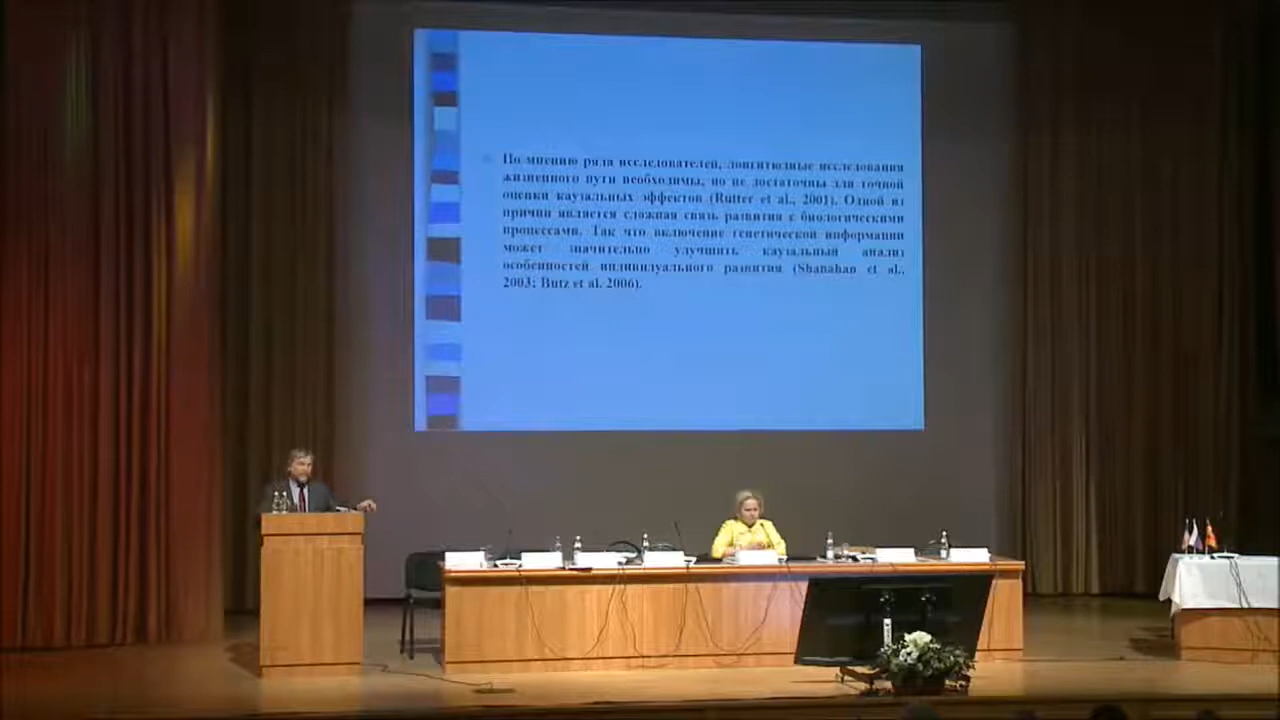 По мнению ряда исследователей, лонгитюдные исследования
жизненного пути необходимы, но не достаточны для точной
оценки каузальных эффектов (Rutter et al., 2001). Одной из
причин является сложная связь развития с биологическими
процессами. Так что включение генетической информации
может значительно улучшить каузальный анализ
особенностей индивидуального развития (Shanahan et al.,
2003; Butz et al. 2006).